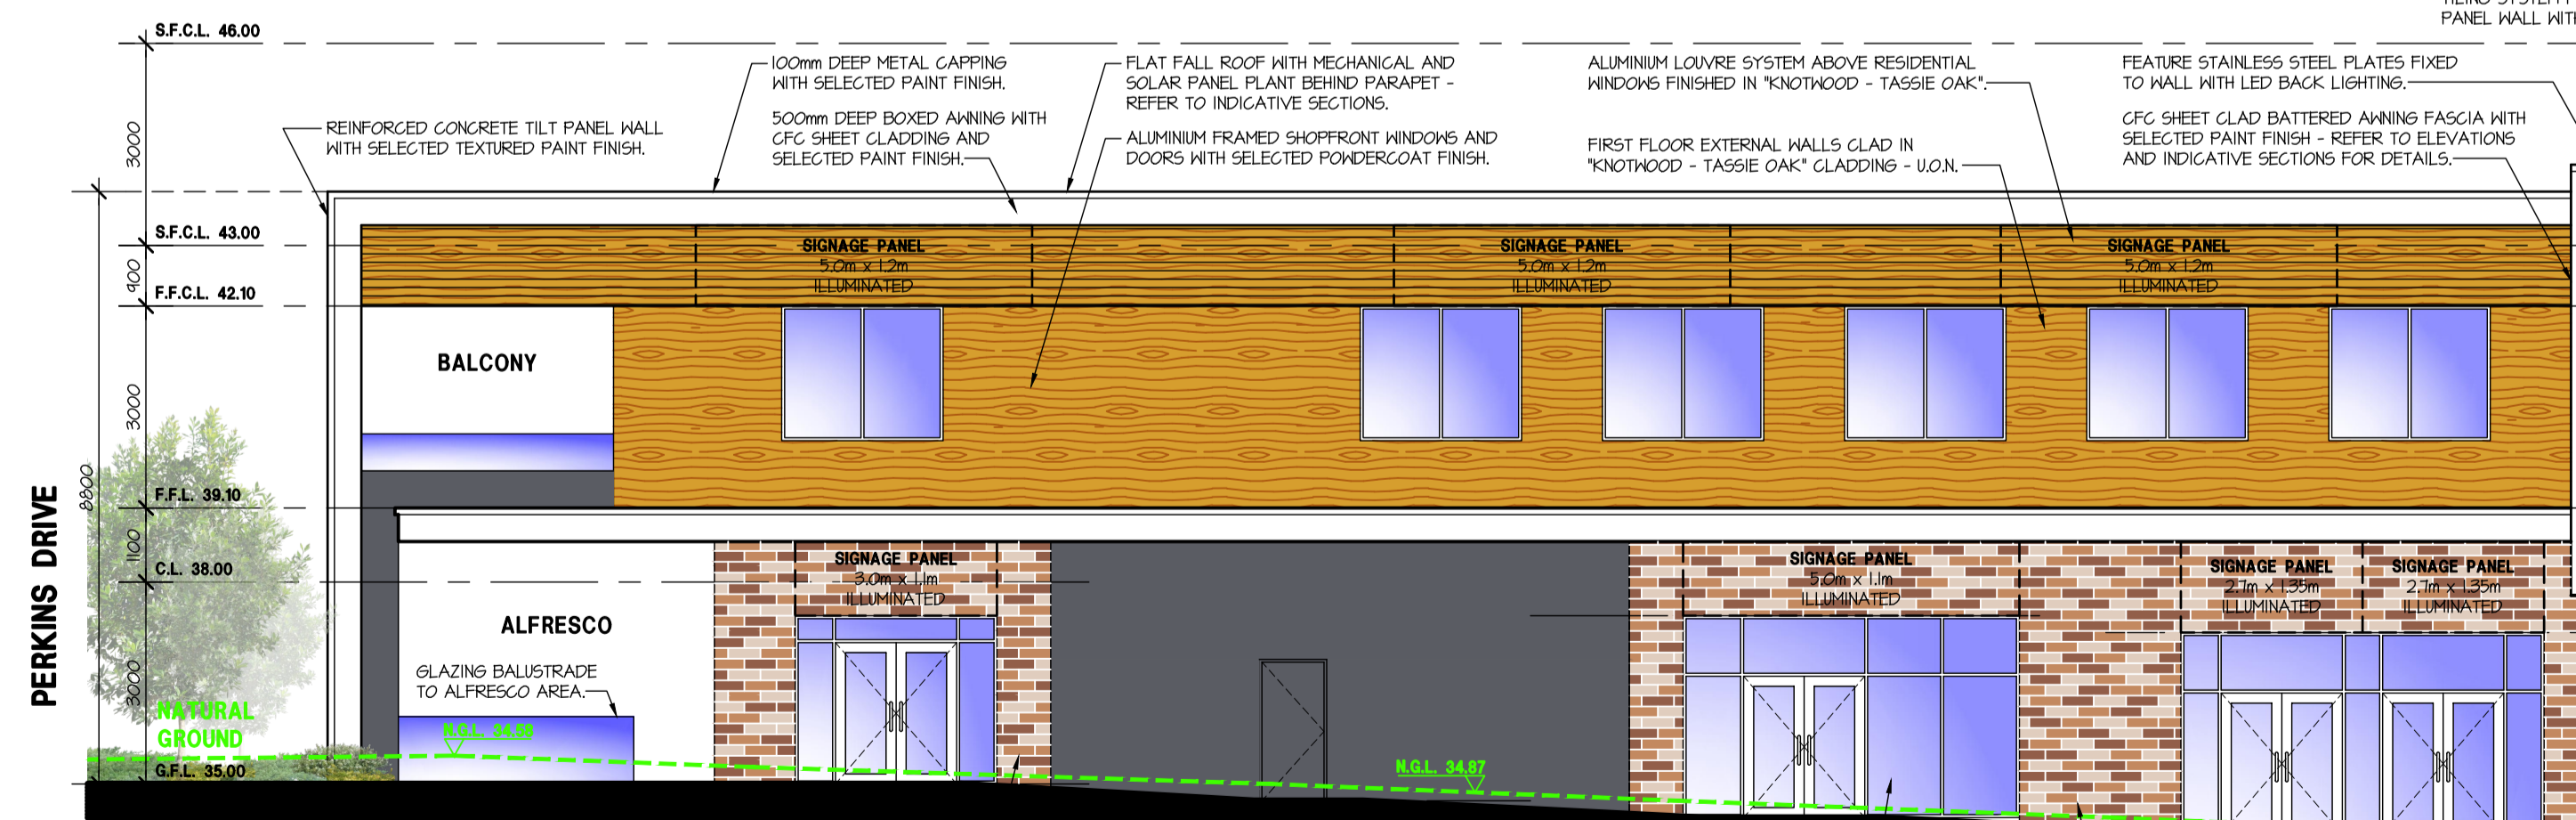 TILING SYSTEM
PANEL WALL WITH
S.F.C.L. 46.00
100mm DEEP METAL CAPPING
WITH SELECTED PAINT FINISH.
500mm DEEP BOXED AWNING WITH
CFC SHEET CLADDING AND
SELECTED PAINT FINISH.
FLAT FALL ROOF WITH MECHANICAL AND
SOLAR PANEL PLANT BEHIND PARAPET -
REFER TO INDICATIVE SECTIONS.
ALUMINIUM FRAMED SHOPFRONT WINDOWS AND
DOORS WITH SELECTED POWDERCOAT FINISH.
ALUMINIUM LOUVRE SYSTEM ABOVE RESIDENTIAL
WINDOWS FINISHED IN "KNOTWOOD - TASSIE OAK".
FIRST FLOOR EXTERNAL WALLS CLAD IN
"KNOTWOOD - TASSIE OAK" CLADDING - U.O.N.
FEATURE STAINLESS STEEL PLATES FIXED
TO WALL WITH LED BACK LIGHTING.
CFC SHEET CLAD BATTERED AWNING FASCIA WITH
SELECTED PAINT FINISH - REFER TO ELEVATIONS
AND INDICATIVE SECTIONS FOR DETAILS.
REINFORCED CONCRETE TILT PANEL WALL
WITH SELECTED TEXTURED PAINT FINISH.
3000
S.F.C.L. 43.00
900
F.F.C.L. 42.10
3000
8800
F.F.L. 39.10
1100
C.L. 38.00
3000
PERKINS DRIVE
NATURAL
GROUND
G.F.L. 35.00
SIGNAGE PANEL
5.0m x 1.2m
ILLUMINATED
SIGNAGE PANEL
5.0m x 1.2m
ILLUMINATED
SIGNAGE PANEL
5.0m x 1.2m
ILLUMINATED
BALCONY
ALFRESCO
GLAZING BALUSTRADE
TO ALFRESCO AREA.
N.G.L. 34.58
SIGNAGE PANEL
3.0m x 1.1m
ILLUMINATED
N.G.L. 34.87
SIGNAGE PANEL
5.0m x 1.1m
ILLUMINATED
SIGNAGE PANEL
2.7m x 1.35m
ILLUMINATED
SIGNAGE PANEL
2.7m x 1.35m
ILLUMINATED